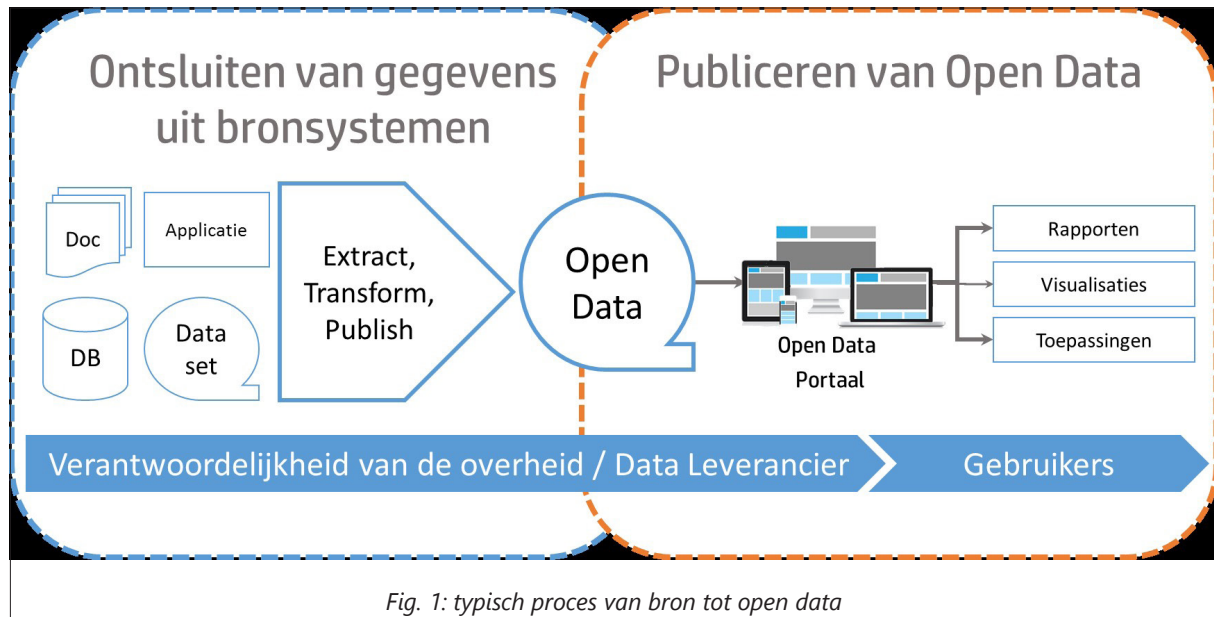 Ontsluiten van gegevens
uit bronsystemen
Publiceren van Open Data
Doc
Applicatie
DB
Data
set
Extract,
Transform,
Publish
Open
Data
Open Data
Portaal
Rapporten
Visualisaties
Toepassingen
Verantwoordelijkheid van de overheid / Data Leverancier
Gebruikers
Fig. 1: typisch proces van bron tot open data